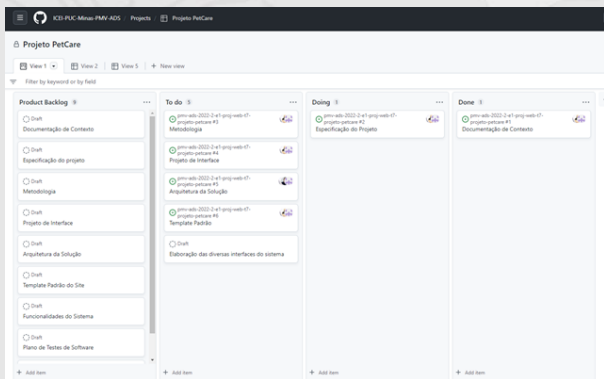 ICEI-PUC-Minas-PMV-ADS / Projects / Projeto PetCare
Projeto PetCare
View 1 View 2 View 5 + New view
Filter by keyword or by field
Product Backlog 9 ...
Draft
Documentação de Contexto
Draft
Especificação do projeto
Draft
Metodologia
Draft
Projeto de Interface
Draft
Arquitetura da Solução
Draft
Template Padrão do Site
Draft
Funcionalidades do Sistema
Draft
Plano de Testes de Software
+ Add item
To do 5 ...
pmv-ads-2022-2-e1-proj-web-t7-
projeto-petcare #3
Metodologia
pmv-ads-2022-2-e1-proj-web-t7-
projeto-petcare #4
Projeto de Interface
pmv-ads-2022-2-e1-proj-web-t7-
projeto-petcare #5
Arquitetura da Solução
pmv-ads-2022-2-e1-proj-web-t7-
projeto-petcare #6
Template Padrão
Draft
Elaboração das diversas interfaces do sistema
+ Add item
Doing 1 ...
pmv-ads-2022-2-e1-proj-web-t7-
projeto-petcare #2
Especificação do Projeto
+ Add item
Done 1 ...
pmv-ads-2022-2-e1-proj-web-t7-
projeto-petcare #1
Documentação de Contexto
+ Add item